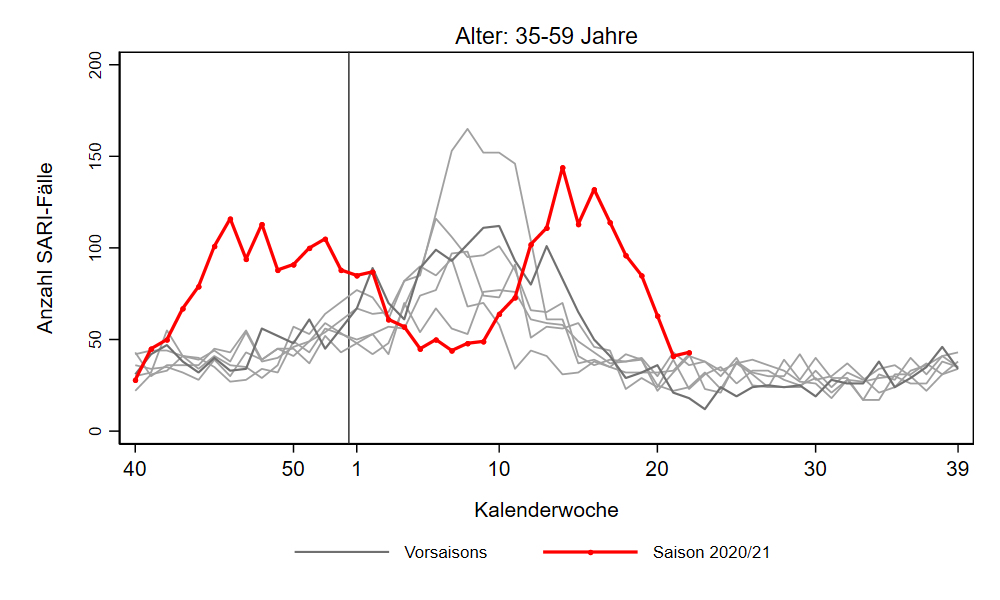 Alter: 35-59 Jahre
Anzahl SARI-Fälle
200
150
100
50
0
40 50 1 10 20 30 39
Kalenderwoche
Vorsaisons Saison 2020/21